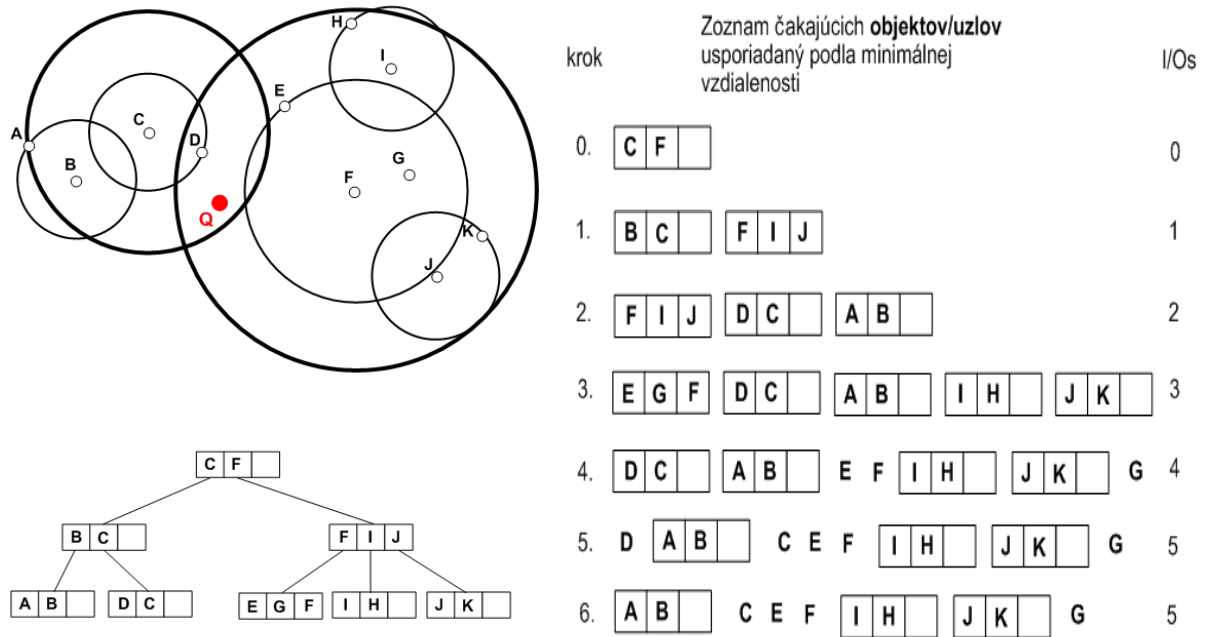 H
I
E
A
C
D
B
G
F
Q
K
J
C F
B C
F I J
A B
D C
E G F
I H
J K
krok
Zoznam čakajúcich objektov/uzlov
usporiadaný podla minimálnej
vzdialenosti
I/Os
0. C F 0
1. B C F I J 1
2. F I J D C A B 2
3. E G F D C A B I H J K 3
4. D C A B E F I H J K G 4
5. D A B C E F I H J K G 5
6. A B C E F I H J K G 5